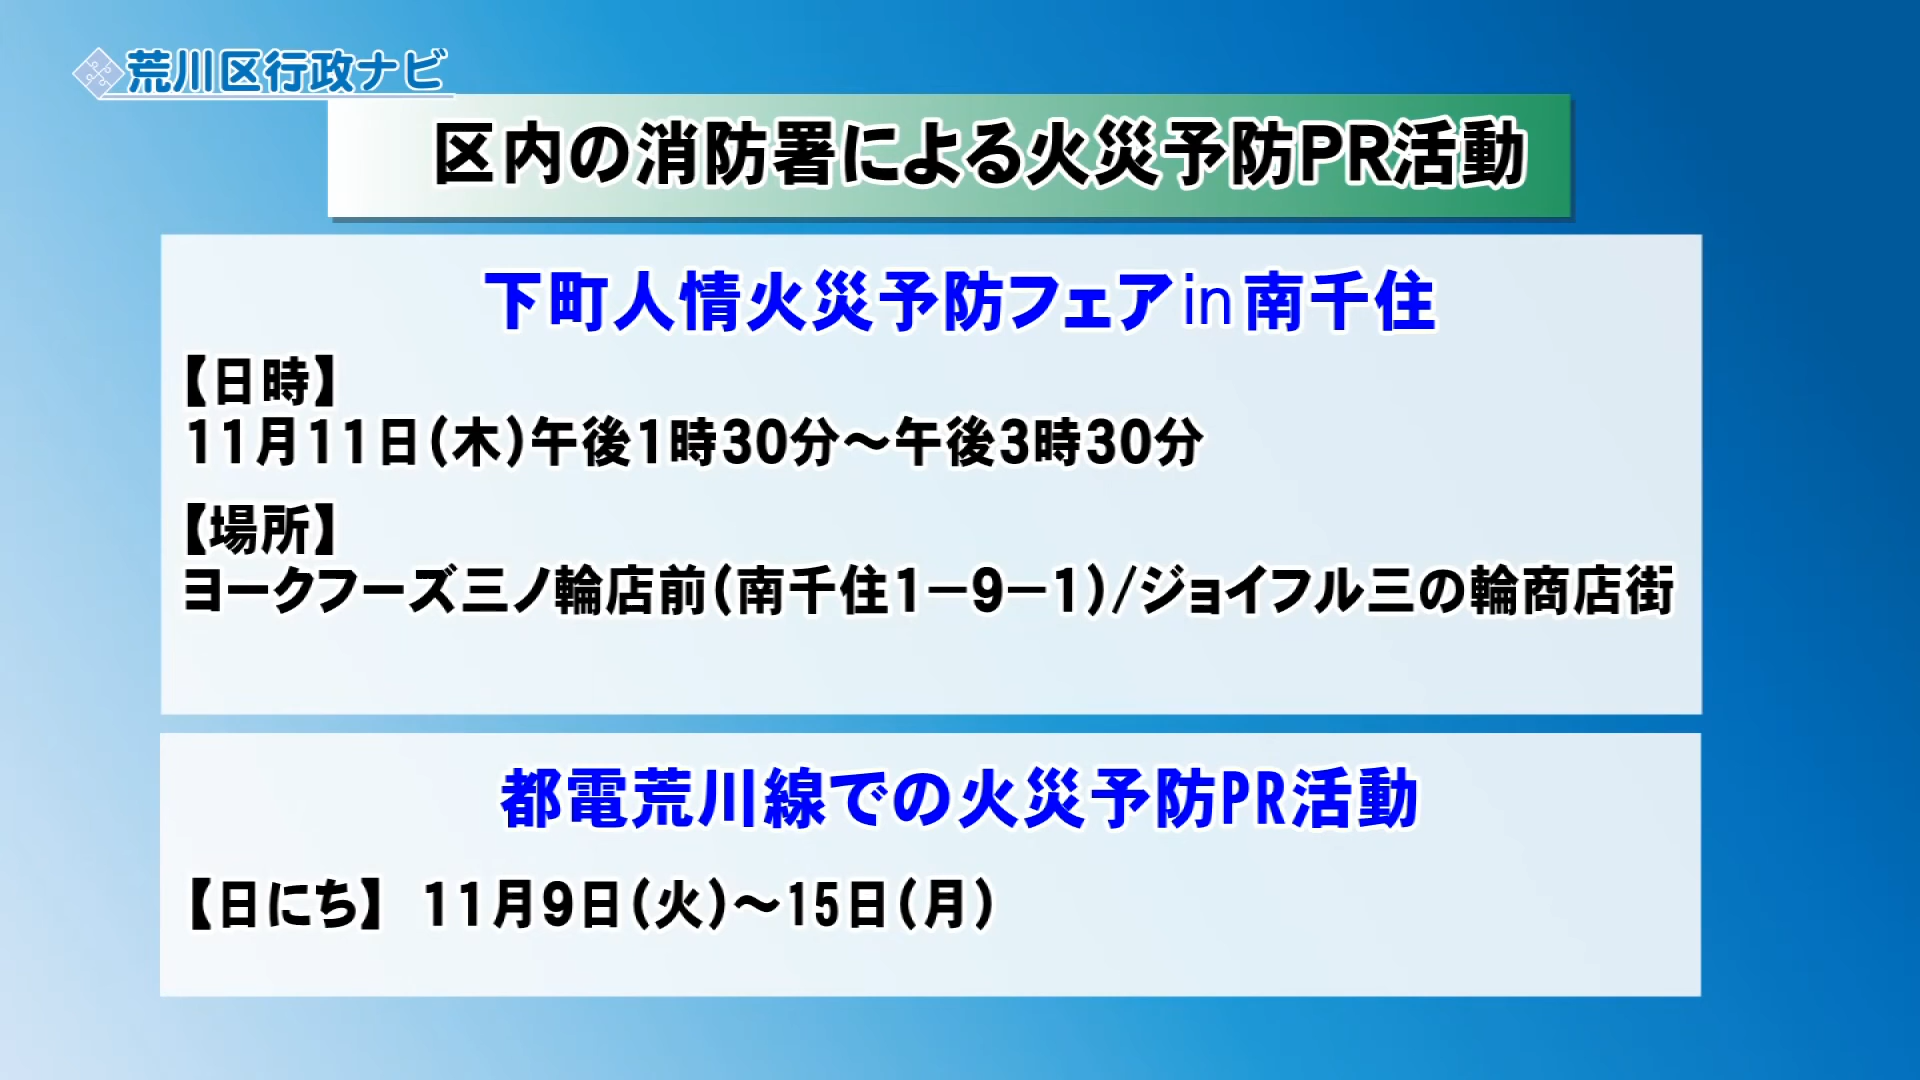 荒川区行政ナビ
区内の消防署による火災予防PR活動
下町人情火災予防フェアin南千住
【日時】
11月11日(木)午後1時30分～午後3時30分
【場所】
ヨークフーズ三ノ輪店前(南千住1－9－1)/ジョイフル三の輪商店街
都電荒川線での火災予防PR活動
【日にち】 11月9日(火)～15日(月)